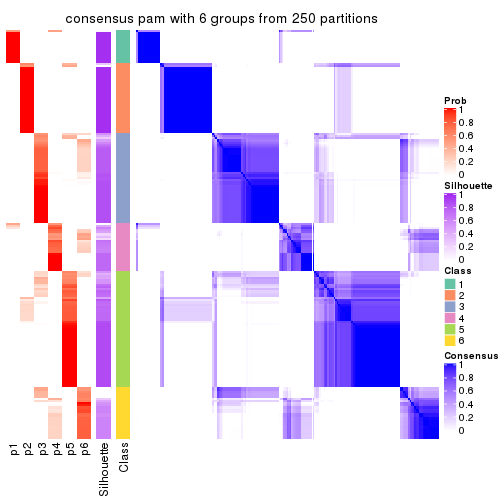 consensus pam with 6 groups from 250 partitions
Prob
1
0.8
0.6
0.4
0.2
0
Silhouette
1
0.8
0.6
0.4
0.2
0
Class
1
2
3
4
5
6
Consensus
1
0.8
0.6
0.4
0.2
0
p1
p2
p3
p4
p5
p6
Silhouette
Class